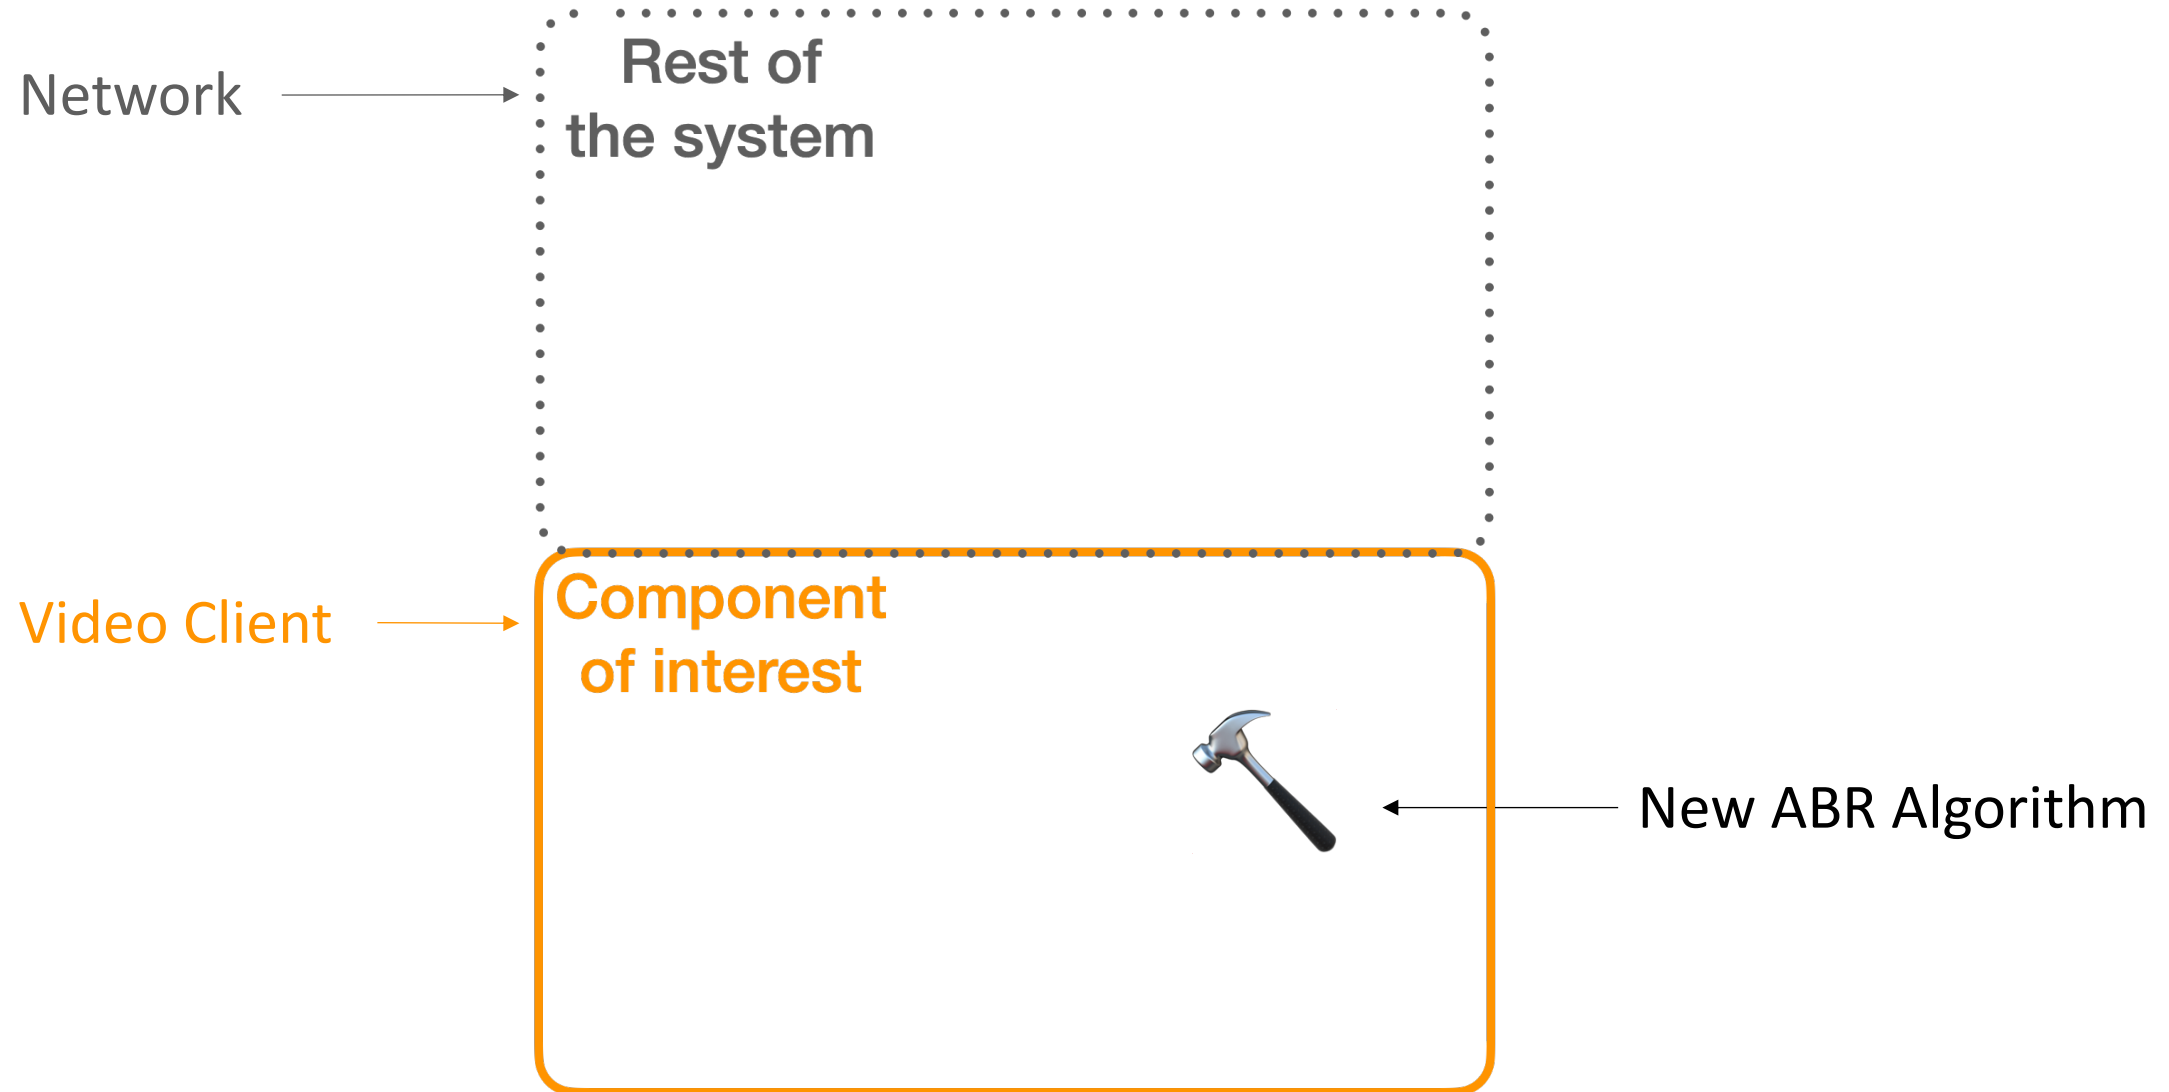 Rest of
the system
Network
Component
of interest
Video Client
New ABR Algorithm